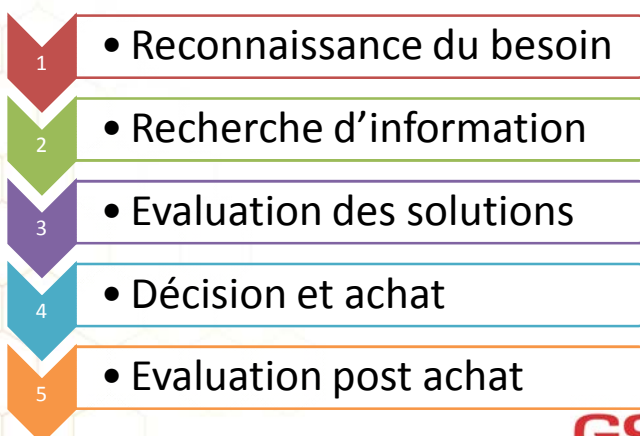 1
• Reconnaissance du besoin
2
• Recherche d'information
3
• Evaluation des solutions
4
• Décision et achat
5
• Evaluation post achat